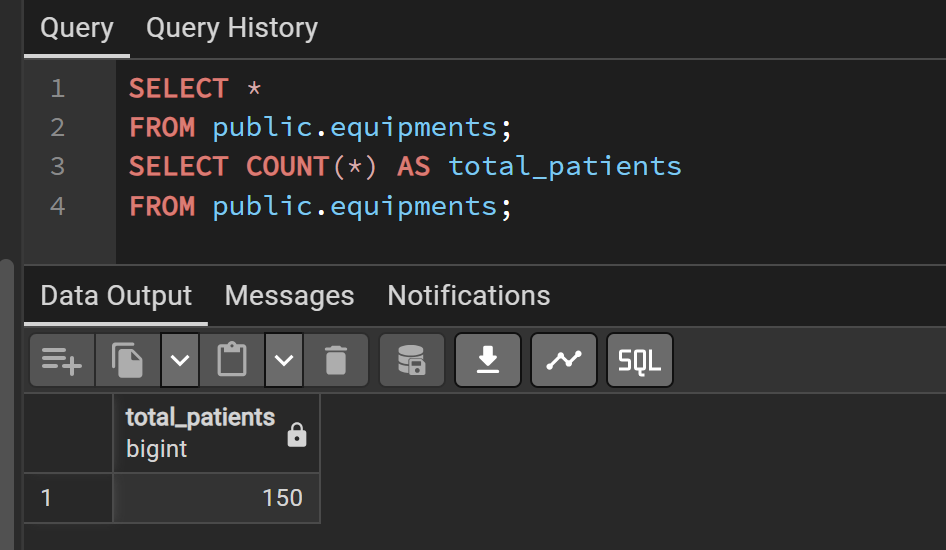 Query Query History
1 SELECT *
2 FROM public.equipments;
3 SELECT COUNT(*) AS total_patients
4 FROM public.equipments;
Data Output Messages Notifications
SQL
total_patients
bigint
1 150